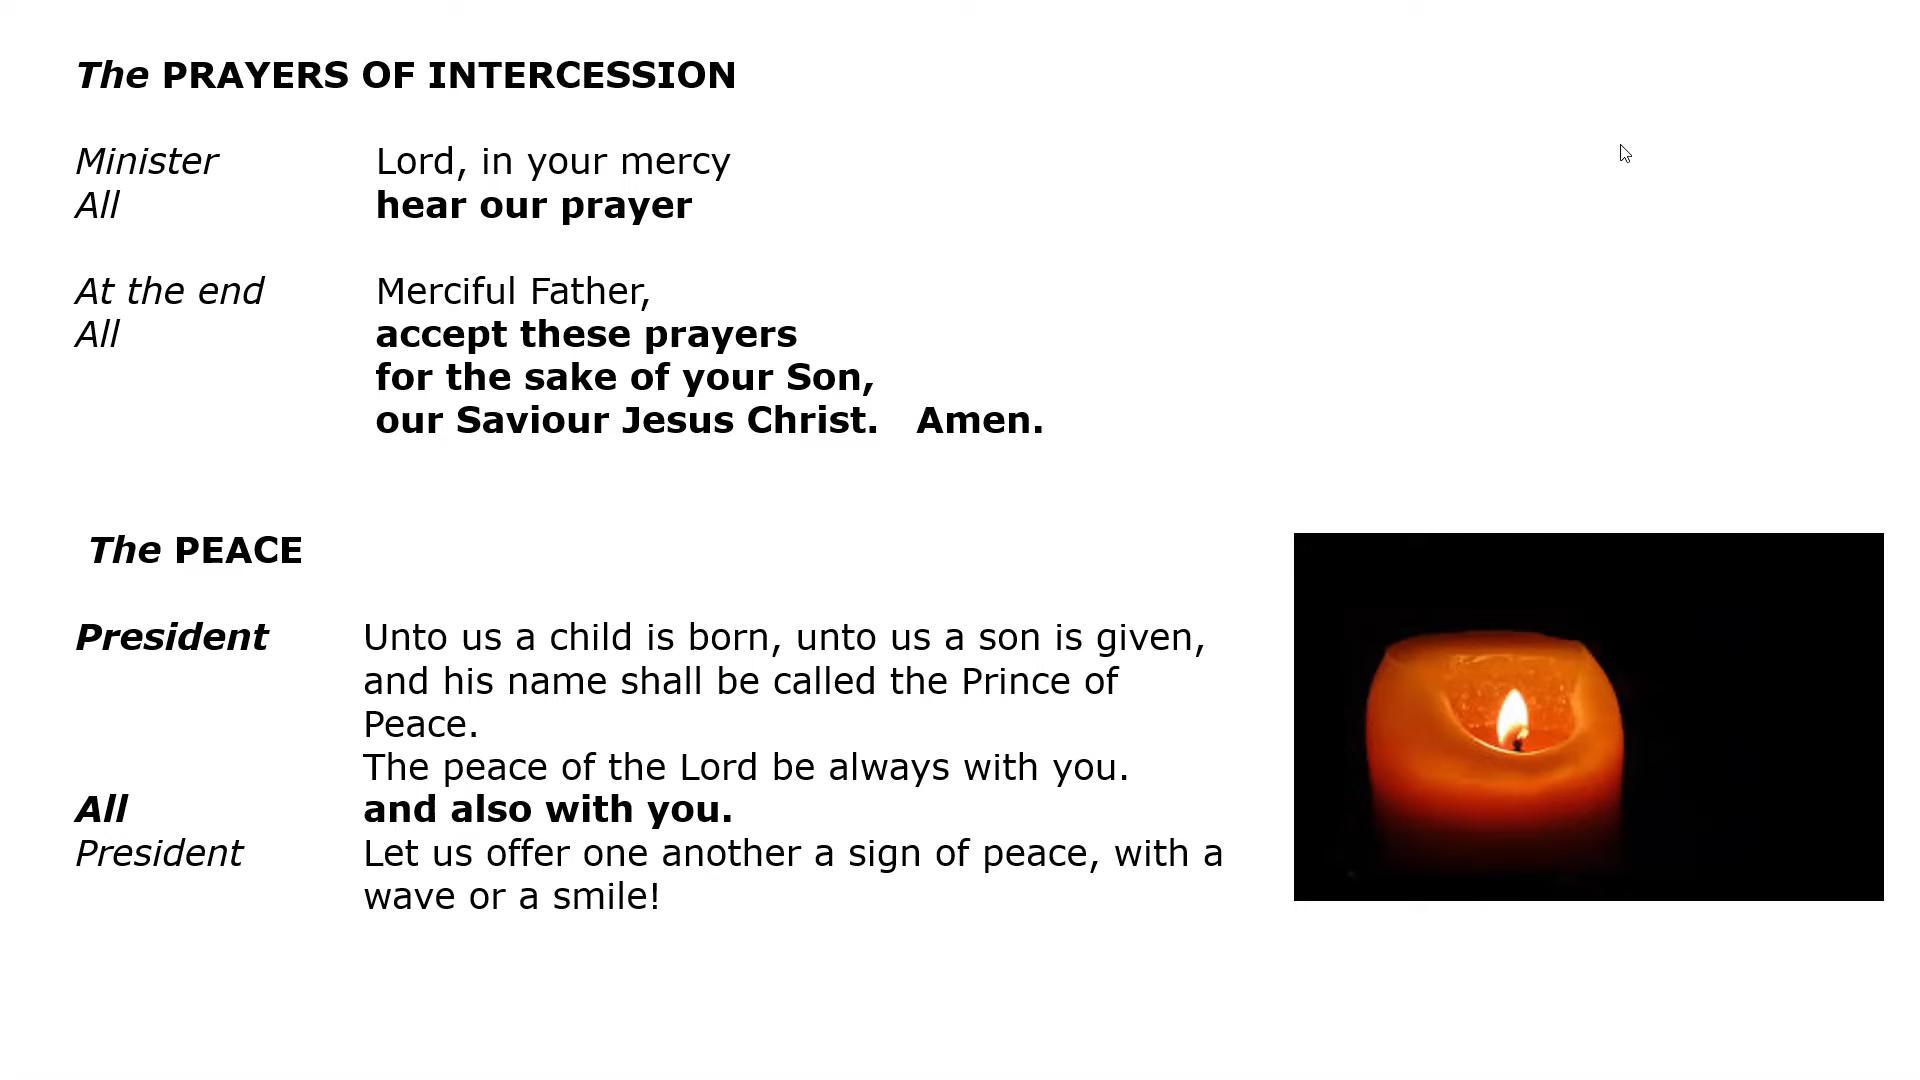 The PRAYERS OF INTERCESSION
Minister Lord, in your mercy
All hear our prayer
At the end Merciful Father,
All accept these prayers
for the sake of your Son,
our Saviour Jesus Christ. Amen.
The PEACE
President Unto us a child is born, unto us a son is given,
and his name shall be called the Prince of
Peace.
The peace of the Lord be always with you.
All and also with you.
President Let us offer one another a sign of peace, with a
wave or a smile!